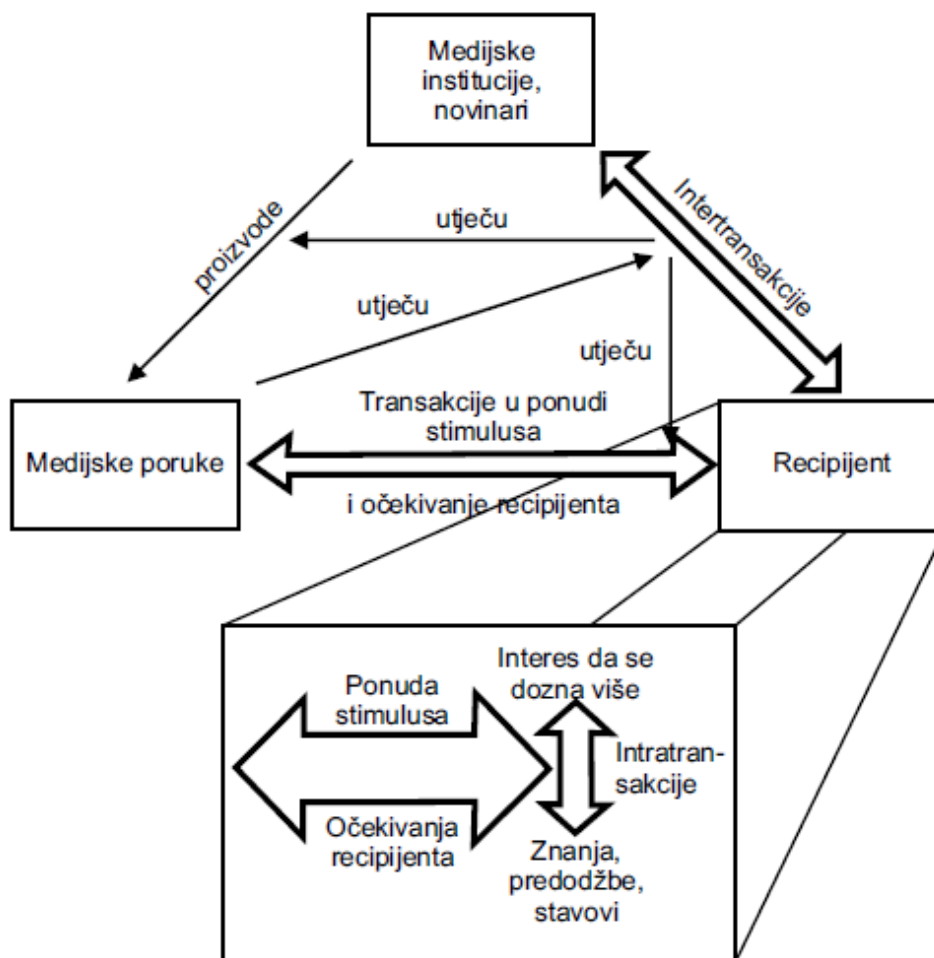 Medijske
institucije,
novinari
Intertransakcije
proizvode
utječu
utječu
utječu
Transakcije u ponudi
stimulusa
Medijske poruke
Recipijent
i očekivanje recipijenta
Interes da se
dozna više
Ponuda
stimulusa
Intratran-
sakcije
Očekivanja
recipijenta
Znanja,
predodžbe,
stavovi